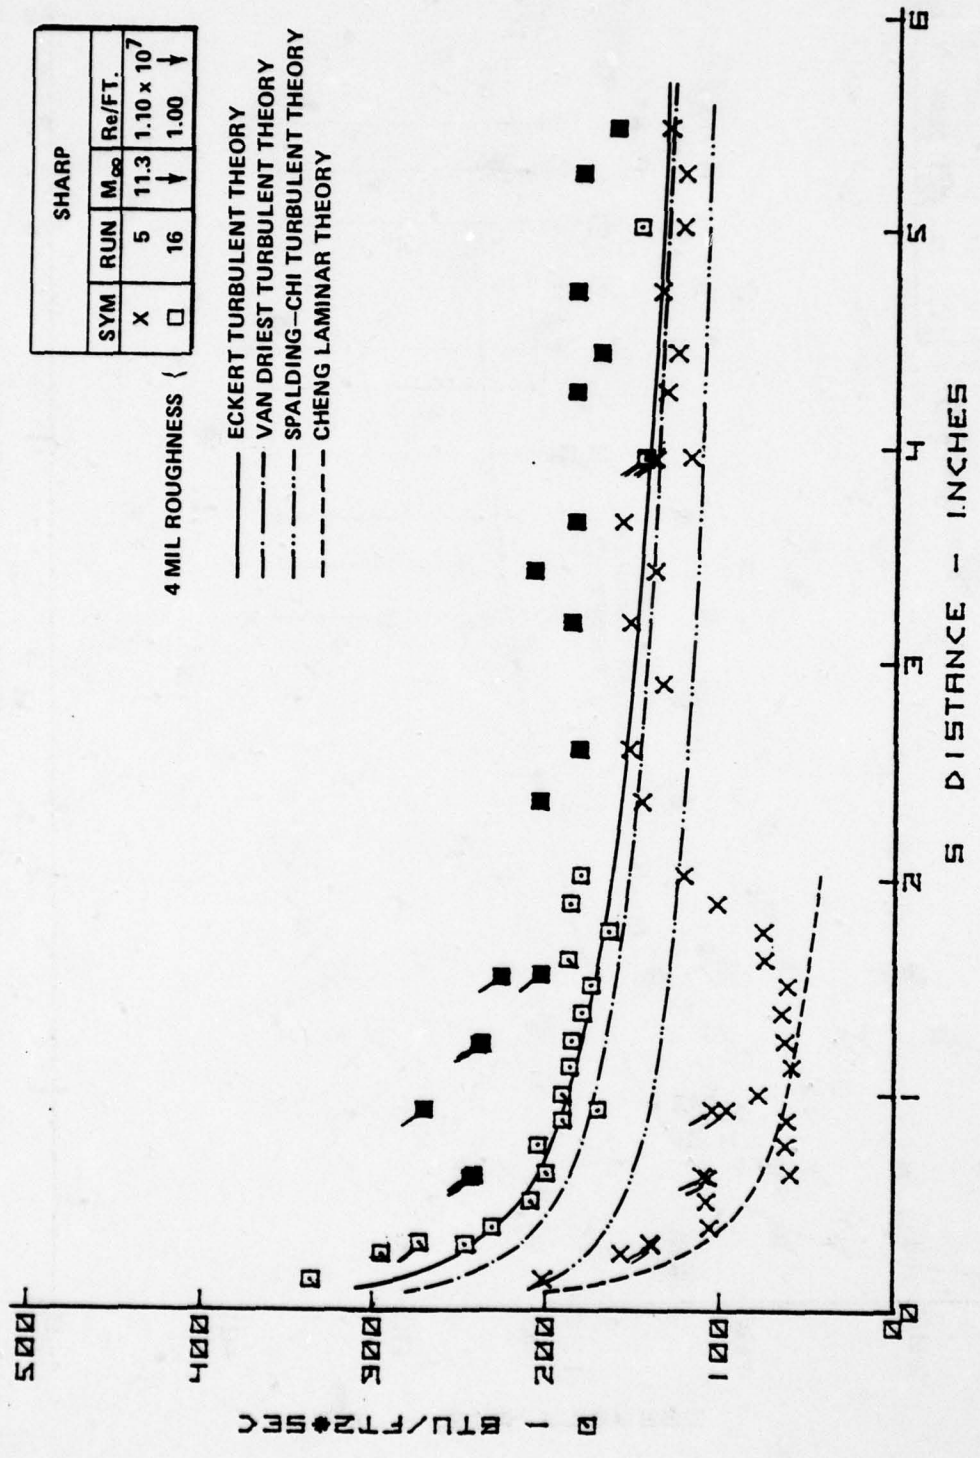 SHARP
SYM RUN M∞ Re/FT.
X 5 11.3 1.10 x 10⁷
□ 16 ↓ 1.00 ↓
4 MIL ROUGHNESS {
ECKERT TURBULENT THEORY
VAN DRIEST TURBULENT THEORY
SPALDING-CHI TURBULENT THEORY
CHENG LAMINAR THEORY
Q - BTU/FT2*SEC
500
400
300
200
100
0
0
1
2
3
4
5
6
S DISTANCE - INCHES